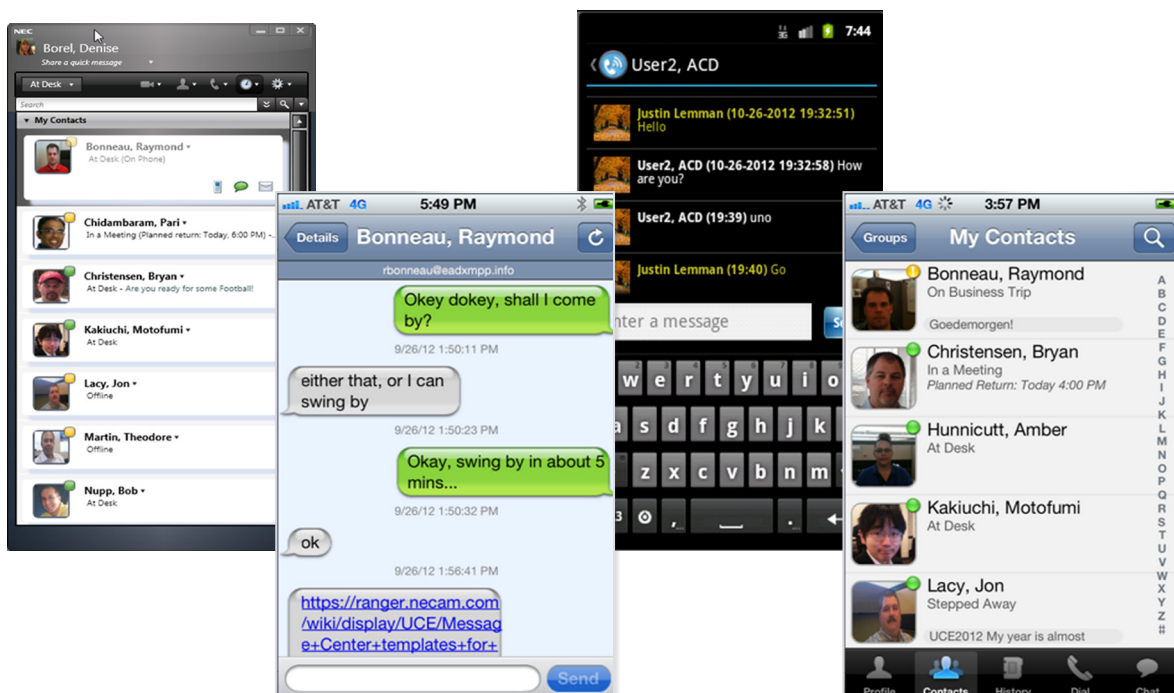 NEC
Borel, Denise
Share a quick message
At Desk
Search
My Contacts
Bonneau, Raymond
At Desk (On Phone)
Chidambaram, Pari
In a Meeting (Planned return: Today, 6:00 PM) -
Christensen, Bryan
At Desk - Are you ready for some Football!
Kakiuchi, Motofumi
At Desk
Lacy, Jon
Offline
Martin, Theodore
Offline
Nupp, Bob
At Desk
AT&T 4G 5:49 PM
Details Bonneau, Raymond
rbonneau@eadxmpp.info
Okey dokey, shall I come
by?
9/26/12 1:50:11 PM
either that, or I can
swing by
9/26/12 1:50:23 PM
Okay, swing by in about 5
mins...
9/26/12 1:50:32 PM
ok
9/26/12 1:56:41 PM
https://ranger.necam.com
/wiki/display/UCE/Messag
e+Center+templates+for+
Send
3G 7:44
User2, ACD
Justin Lemman (10-26-2012 19:32:51)
Hello
User2, ACD (10-26-2012 19:32:58) How
are you?
User2, ACD (19:39) uno
Justin Lemman (19:40) Go
nter a message
w e r t y u i o
a s d f g h j k
z x c v b n m
AT&T 4G 3:57 PM
Groups My Contacts
Bonneau, Raymond
On Business Trip
Goedemorgen!
Christensen, Bryan
In a Meeting
Planned Return: Today 4:00 PM
Hunnicutt, Amber
At Desk
Kakiuchi, Motofumi
At Desk
Lacy, Jon
Stepped Away
UCE2012 My year is almost
A
B
C
D
E
F
G
H
I
J
K
L
M
N
O
P
Q
R
S
T
U
V
W
X
Y
Z
#
Profile Contacts History Dial Chat